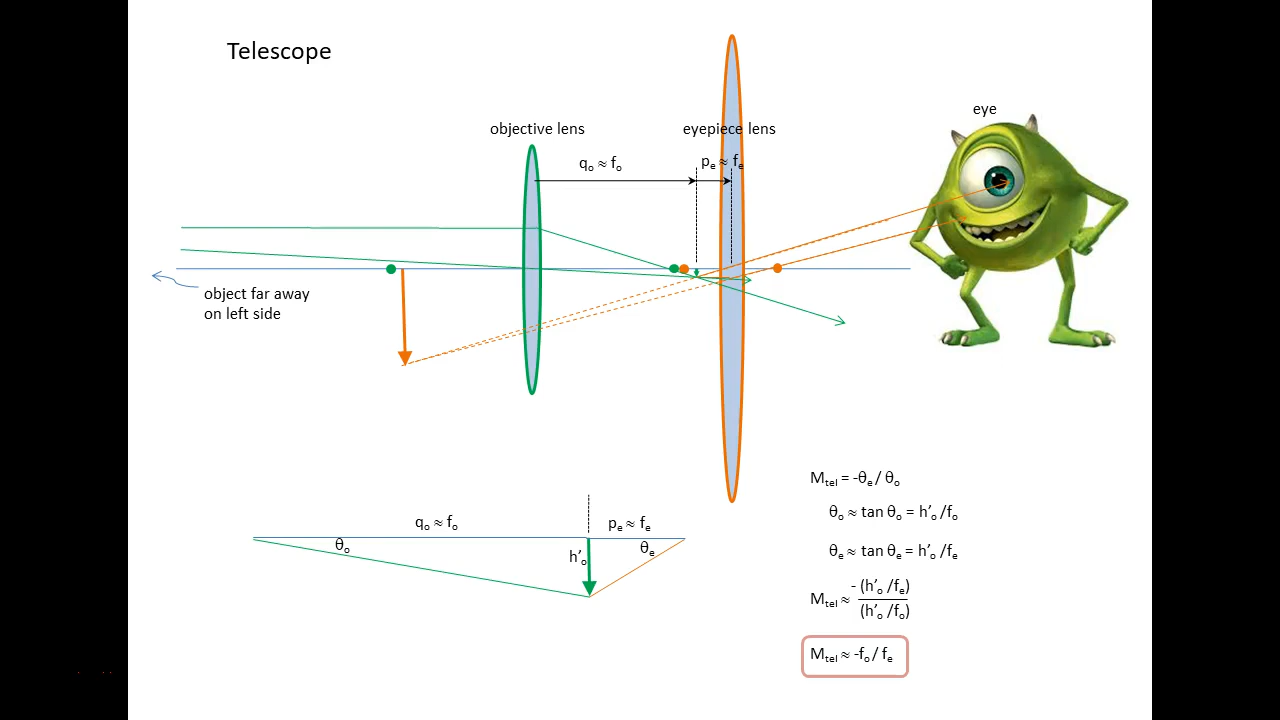 Telescope
eye
objective lens
eyepiece lens
qₒ ≈ fₒ
pₑ ≈ fₑ
object far away
on left side
Mₜₑₗ = -θₑ / θₒ
θₒ ≈ tan θₒ = h’ₒ /fₒ
qₒ ≈ fₒ
pₑ ≈ fₑ
θₒ
h’ₒ
θₑ
θₑ ≈ tan θₑ = h’ₒ /fₑ
Mₜₑₗ ≈ - (h’ₒ /fₑ)
(h’ₒ /fₒ)
Mₜₑₗ ≈ -fₒ / fₑ